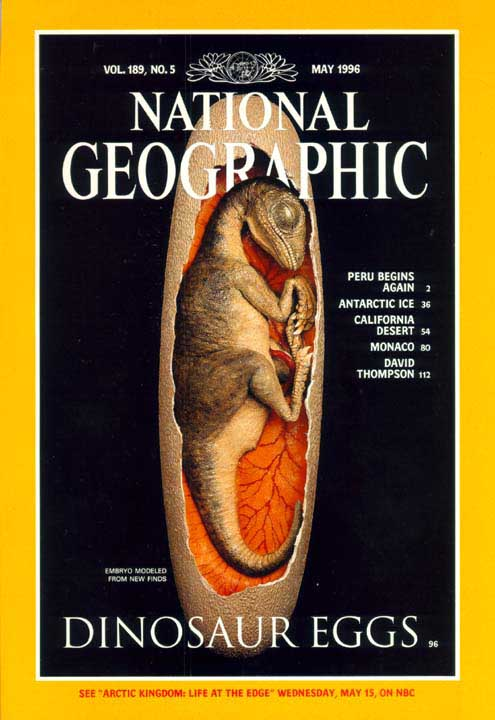 VOL. 189, NO. 5
MAY 1996
NATIONAL
GEOGRAPHIC
PERU BEGINS
AGAIN 2
ANTARCTIC ICE 36
CALIFORNIA
DESERT 54
MONACO 80
DAVID
THOMPSON 112
EMBRYO MODELED
FROM NEW FINDS
DINOSAUR EGGS 96
SEE "ARCTIC KINGDOM: LIFE AT THE EDGE" WEDNESDAY, MAY 15, ON NBC